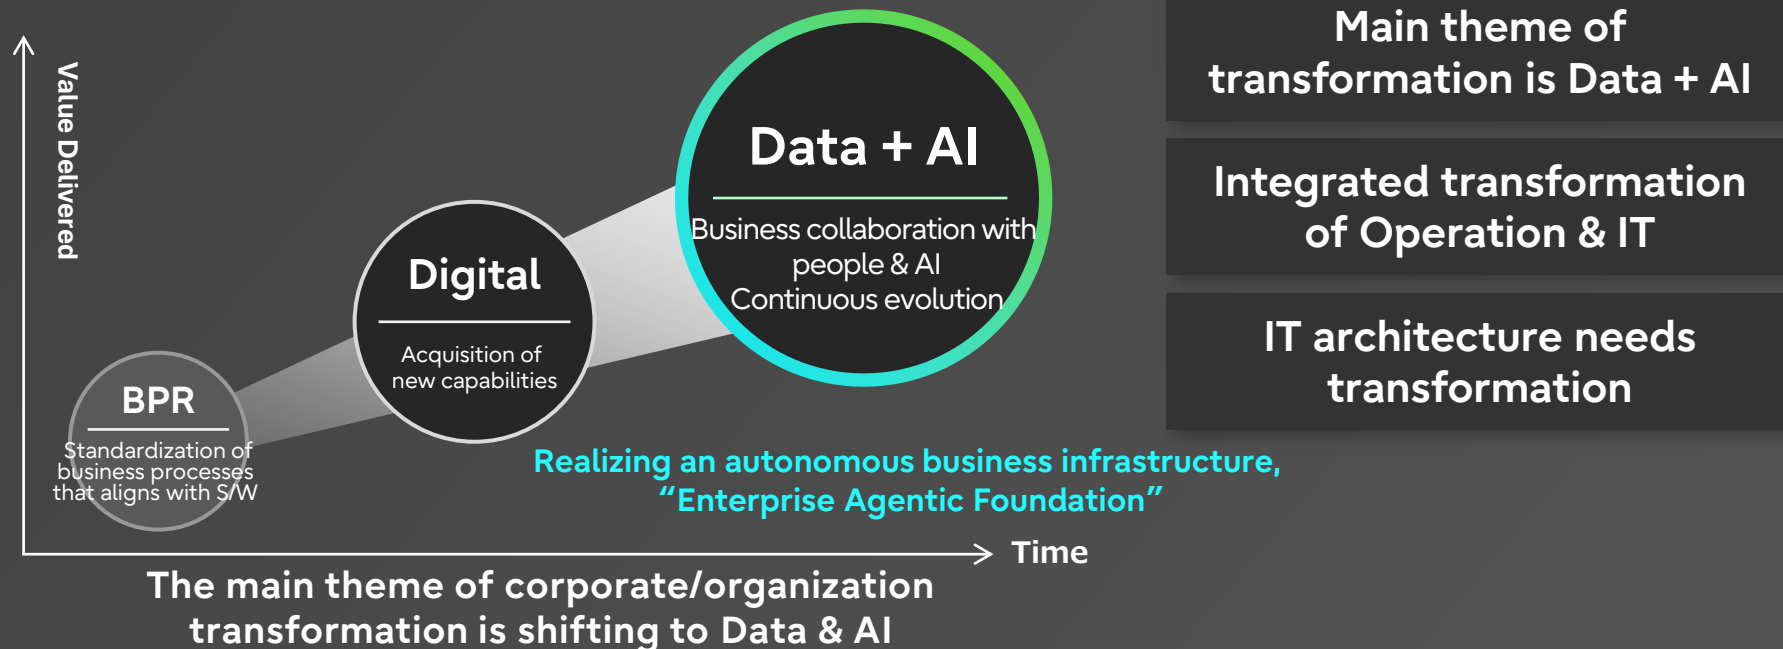 Value Delivered
BPR
Standardization of
business processes
that aligns with S/W
Digital
Acquisition of
new capabilities
Data + AI
Business collaboration with
people & AI
Continuous evolution
Realizing an autonomous business infrastructure,
“Enterprise Agentic Foundation”
Time
The main theme of corporate/organization
transformation is shifting to Data & AI
Main theme of
transformation is Data + AI
Integrated transformation
of Operation & IT
IT architecture needs
transformation